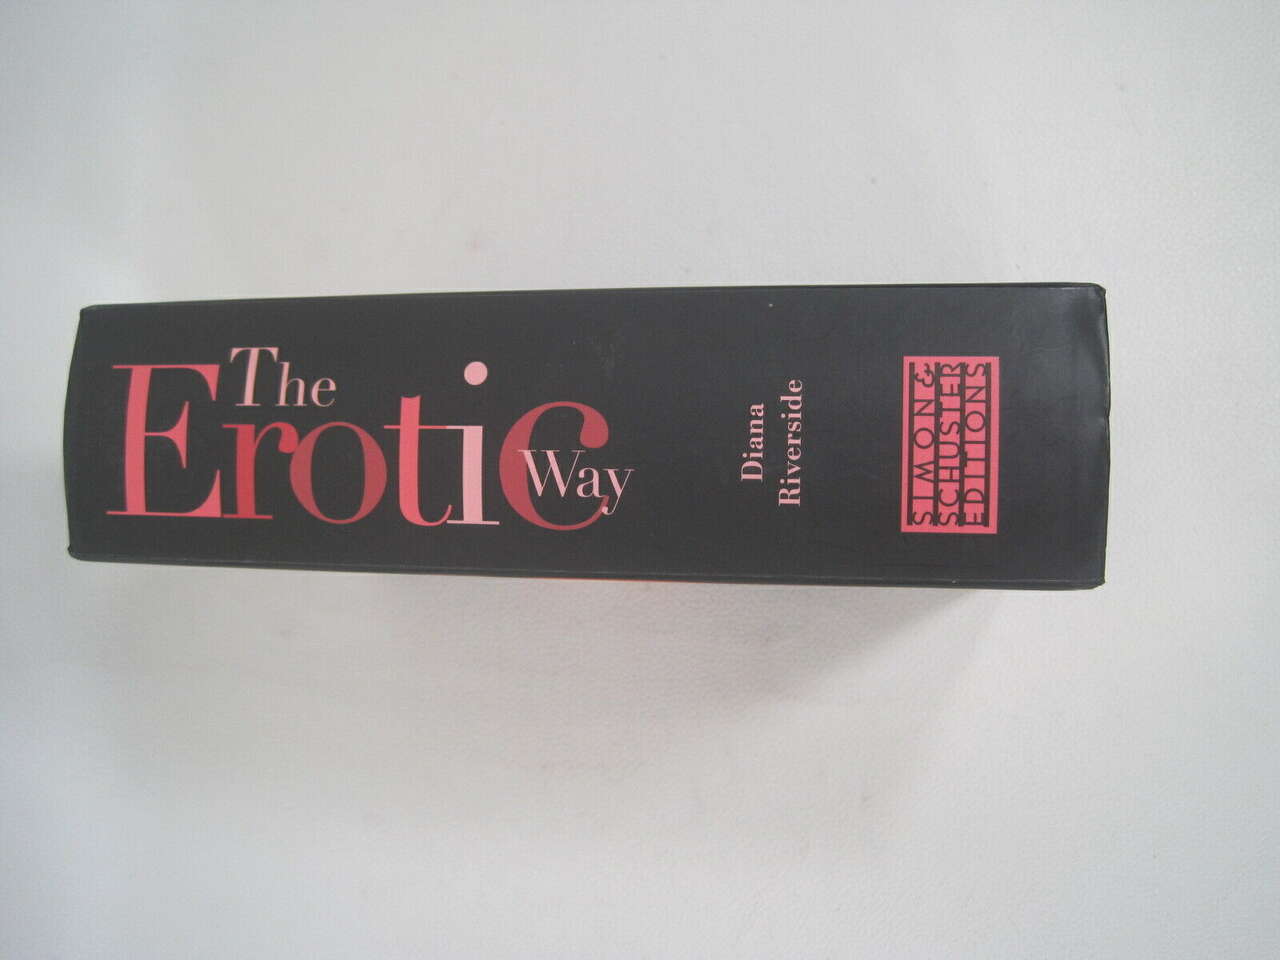 The
Erotic
Way
Diana
Riverside
SIMON &
SCHUSTER
EDITIONS